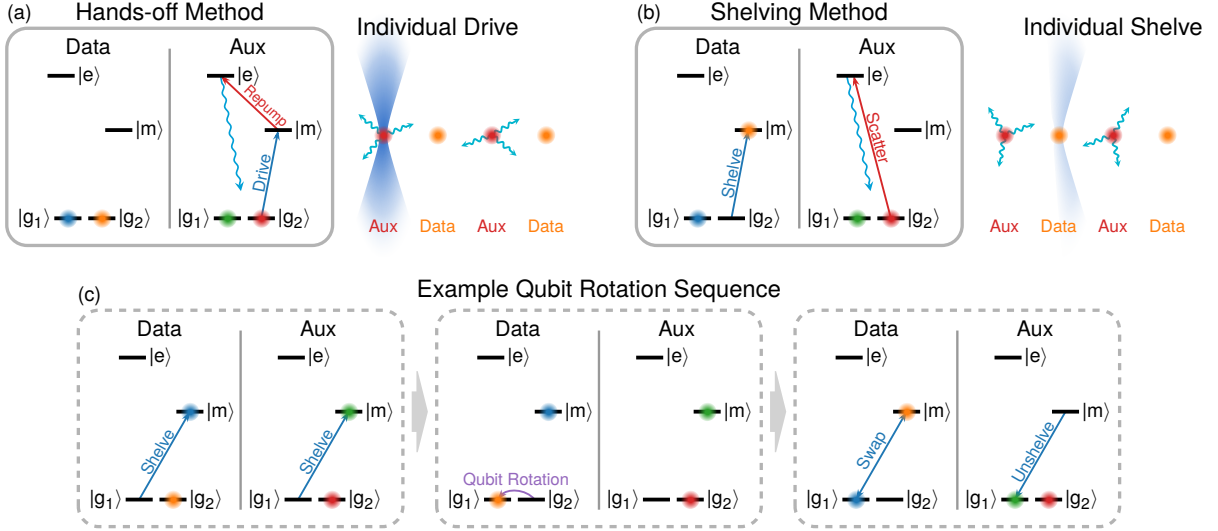 (a) Hands-off Method
Data Aux
|e⟩ |e⟩
Repump
|m⟩ |m⟩
Drive
|g₁⟩ |g₂⟩ |g₁⟩ |g₂⟩
Individual Drive
Aux Data Aux Data
(b) Shelving Method
Data Aux
|e⟩ |e⟩
|m⟩ |m⟩
Shelve Scatter
|g₁⟩ |g₂⟩ |g₁⟩ |g₂⟩
Individual Shelve
Aux Data Aux Data
(c) Example Qubit Rotation Sequence
Data Aux
|e⟩ |e⟩
|m⟩ |m⟩
Shelve Shelve
|g₁⟩ |g₂⟩ |g₁⟩ |g₂⟩
Data Aux
|e⟩ |e⟩
|m⟩ |m⟩
Qubit Rotation
|g₁⟩ |g₂⟩ |g₁⟩ |g₂⟩
Data Aux
|e⟩ |e⟩
|m⟩ |m⟩
Swap Unshelve
|g₁⟩ |g₂⟩ |g₁⟩ |g₂⟩